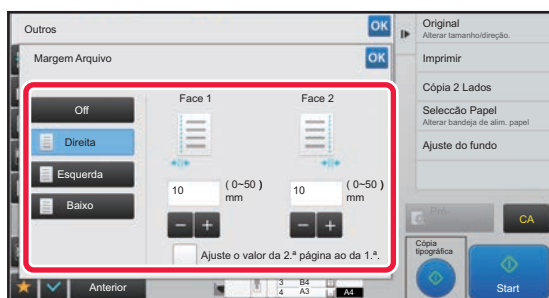 Outros
OK
Margem Arquivo
OK
Off
Direita
Esquerda
Baixo
Face 1
Face 2
10
( 0~50 )
mm
10
( 0~50 )
mm
Ajuste o valor da 2.ª página ao da 1.ª.
Anterior
3 B4
4 A3
A4
Original
Alterar tamanho/direção.
Imprimir
Cópia 2 Lados
Selecção Papel
Alterar bandeja de alim. papel
Ajuste do fundo
CA
Cópia
tipográfica
Start